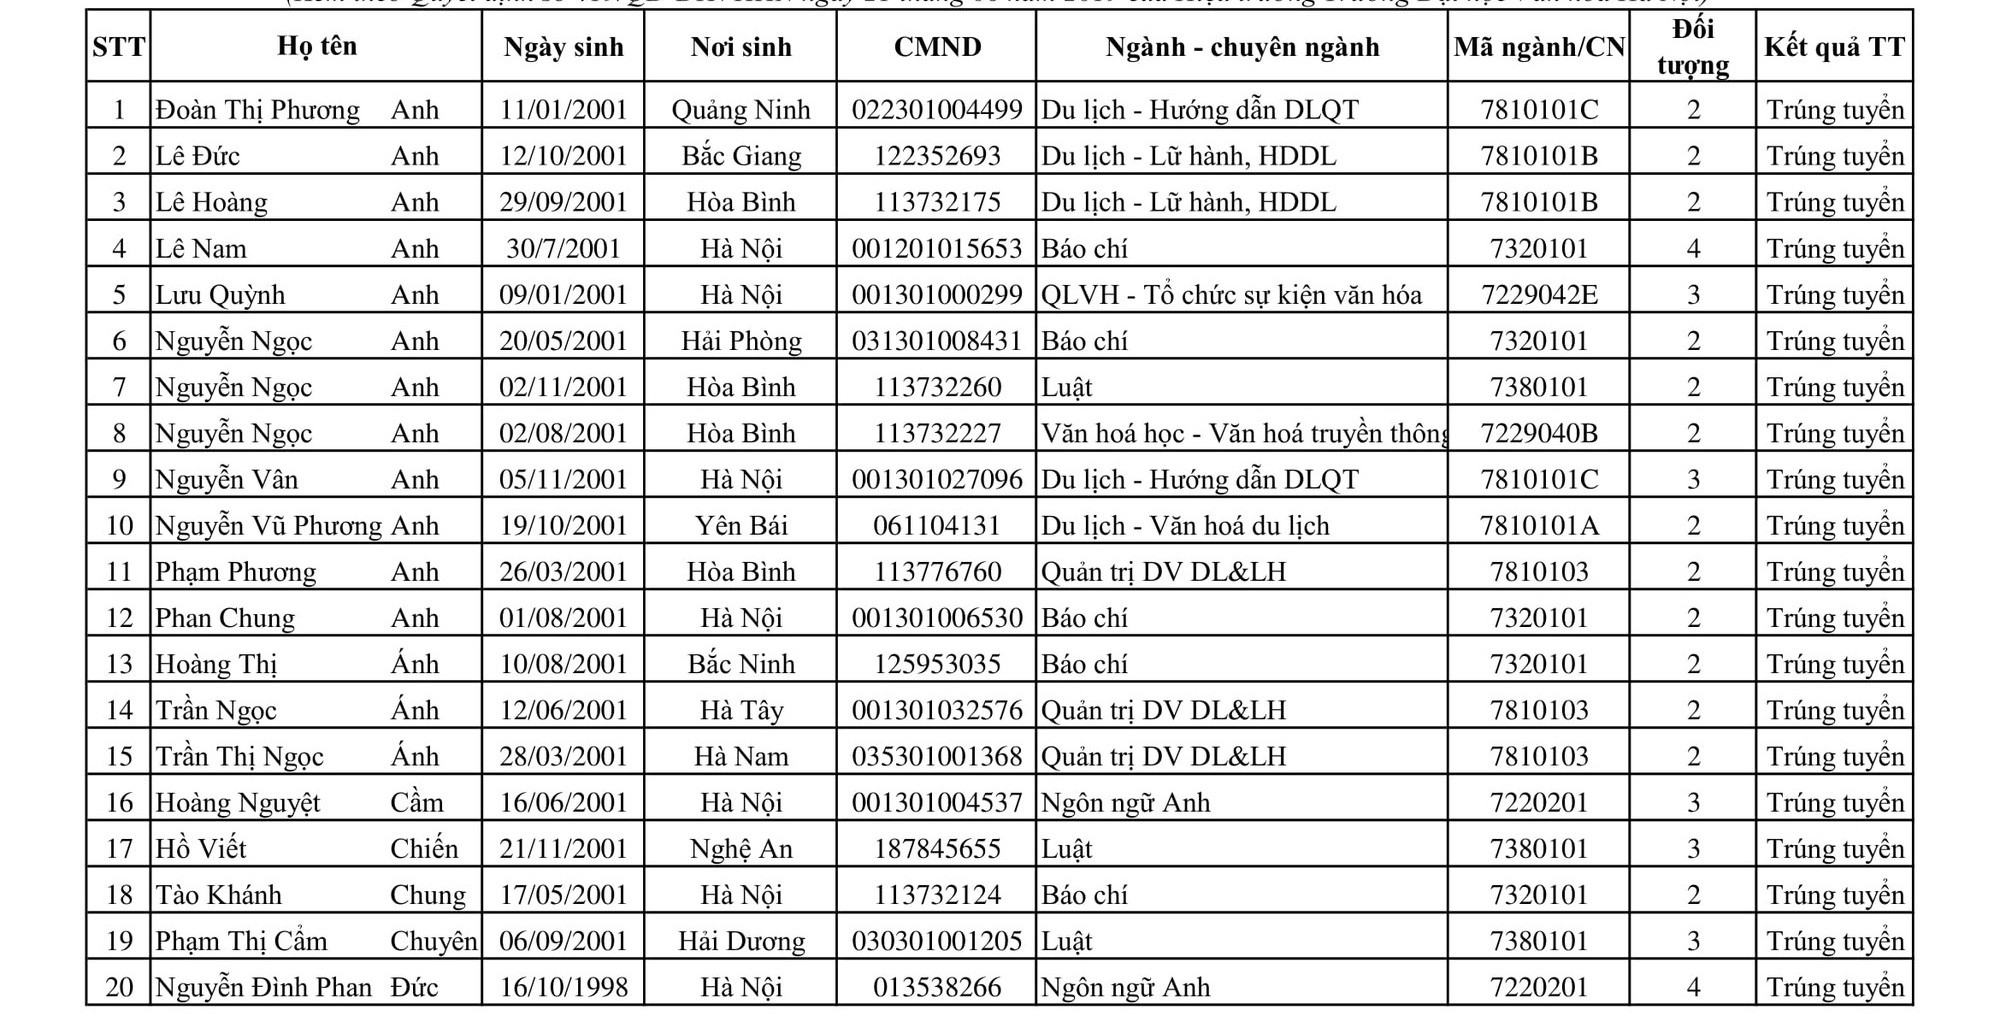 STT Họ tên Ngày sinh Nơi sinh CMND Ngành - chuyên ngành Mã ngành/CN Đối tượng Kết quả TT
1 Đoàn Thị Phương Anh 11/01/2001 Quảng Ninh 022301004499 Du lịch - Hướng dẫn DLQT 7810101C 2 Trúng tuyển
2 Lê Đức Anh 12/10/2001 Bắc Giang 122352693 Du lịch - Lữ hành, HDDL 7810101B 2 Trúng tuyển
3 Lê Hoàng Anh 29/09/2001 Hòa Bình 113732175 Du lịch - Lữ hành, HDDL 7810101B 2 Trúng tuyển
4 Lê Nam Anh 30/7/2001 Hà Nội 001201015653 Báo chí 7320101 4 Trúng tuyển
5 Lưu Quỳnh Anh 09/01/2001 Hà Nội 001301000299 QLVH - Tổ chức sự kiện văn hóa 7229042E 3 Trúng tuyển
6 Nguyễn Ngọc Anh 20/05/2001 Hải Phòng 031301008431 Báo chí 7320101 2 Trúng tuyển
7 Nguyễn Ngọc Anh 02/11/2001 Hòa Bình 113732260 Luật 7380101 2 Trúng tuyển
8 Nguyễn Ngọc Anh 02/08/2001 Hòa Bình 113732227 Văn hoá học - Văn hoá truyền thông 7229040B 2 Trúng tuyển
9 Nguyễn Vân Anh 05/11/2001 Hà Nội 001301027096 Du lịch - Hướng dẫn DLQT 7810101C 3 Trúng tuyển
10 Nguyễn Vũ Phương Anh 19/10/2001 Yên Bái 061104131 Du lịch - Văn hoá du lịch 7810101A 2 Trúng tuyển
11 Phạm Phương Anh 26/03/2001 Hòa Bình 113776760 Quản trị DV DL&LH 7810103 2 Trúng tuyển
12 Phan Chung Anh 01/08/2001 Hà Nội 001301006530 Báo chí 7320101 2 Trúng tuyển
13 Hoàng Thị Ánh 10/08/2001 Bắc Ninh 125953035 Báo chí 7320101 2 Trúng tuyển
14 Trần Ngọc Ánh 12/06/2001 Hà Tây 001301032576 Quản trị DV DL&LH 7810103 2 Trúng tuyển
15 Trần Thị Ngọc Ánh 28/03/2001 Hà Nam 035301001368 Quản trị DV DL&LH 7810103 2 Trúng tuyển
16 Hoàng Nguyệt Cầm 16/06/2001 Hà Nội 001301004537 Ngôn ngữ Anh 7220201 3 Trúng tuyển
17 Hồ Viết Chiến 21/11/2001 Nghệ An 187845655 Luật 7380101 3 Trúng tuyển
18 Tào Khánh Chung 17/05/2001 Hà Nội 113732124 Báo chí 7320101 2 Trúng tuyển
19 Phạm Thị Cẩm Chuyên 06/09/2001 Hải Dương 030301001205 Luật 7380101 3 Trúng tuyển
20 Nguyễn Đình Phan Đức 16/10/1998 Hà Nội 013538266 Ngôn ngữ Anh 7220201 4 Trúng tuyển